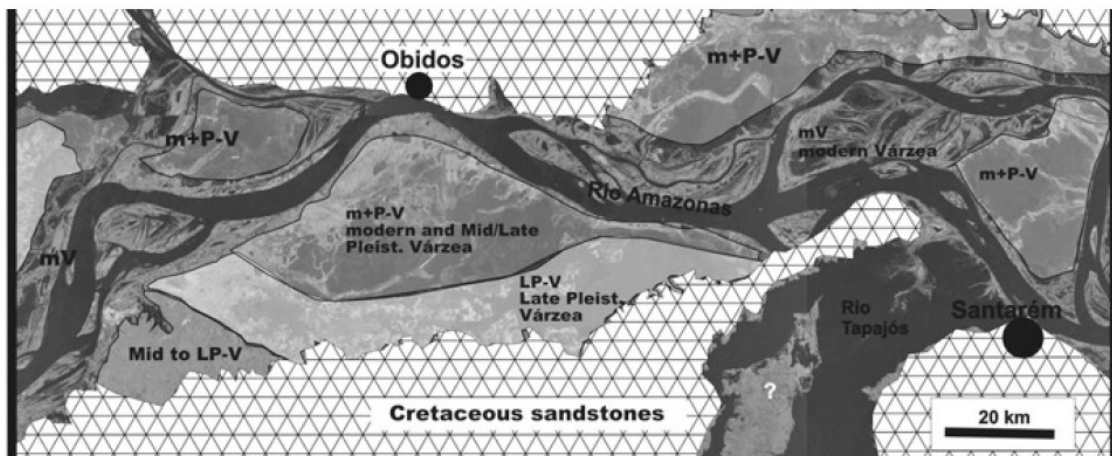 Obidos
m+P-V
m+P-V
mV
modern Várzea
m+P-V
Rio Amazonas
m+P-V
modern and Mid/Late
Pleist. Várzea
mV
LP-V
Late Pleist.
Várzea
Rio
Tapajós
Santarém
Mid to LP-V
?
Cretaceous sandstones
20 km